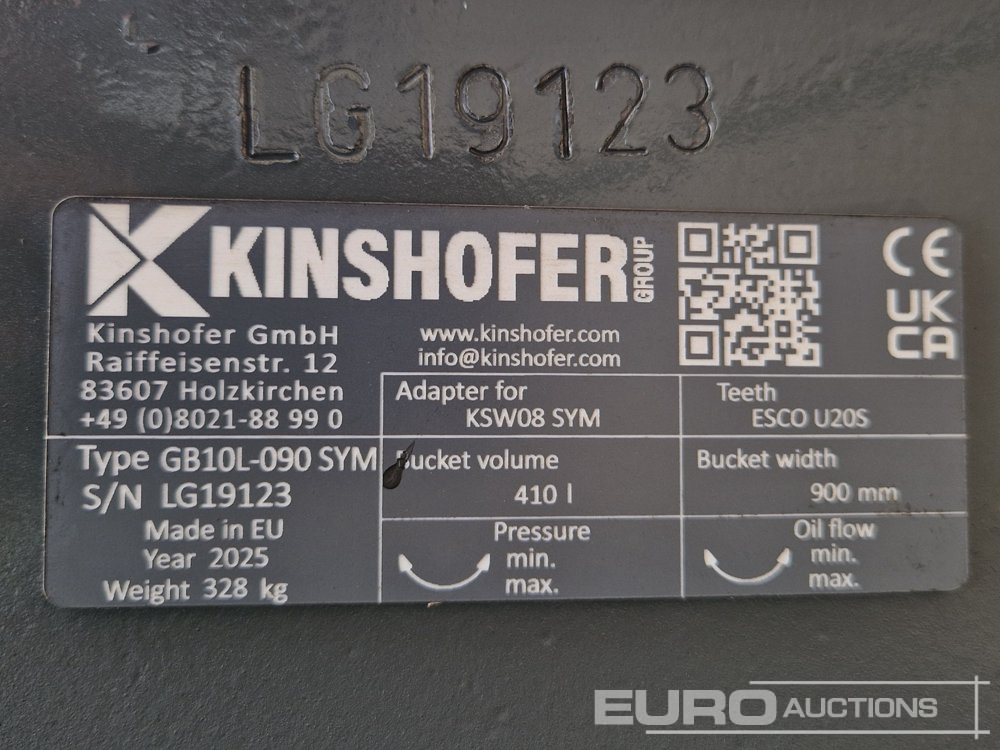 LG19123
KINSHOFER GROUP
CE
UK
CA
Kinshofer GmbH
Raiffeisenstr. 12
83607 Holzkirchen
+49 (0)8021-88 99 0
www.kinshofer.com
info@kinshofer.com
Adapter for
KSW08 SYM
Teeth
ESCO U20S
Type GB10L-090 SYM
S/N LG19123
Made in EU
Year 2025
Weight 328 kg
Bucket volume
410 l
Bucket width
900 mm
Pressure
min.
max.
Oil flow
min.
max.
EURO AUCTIONS